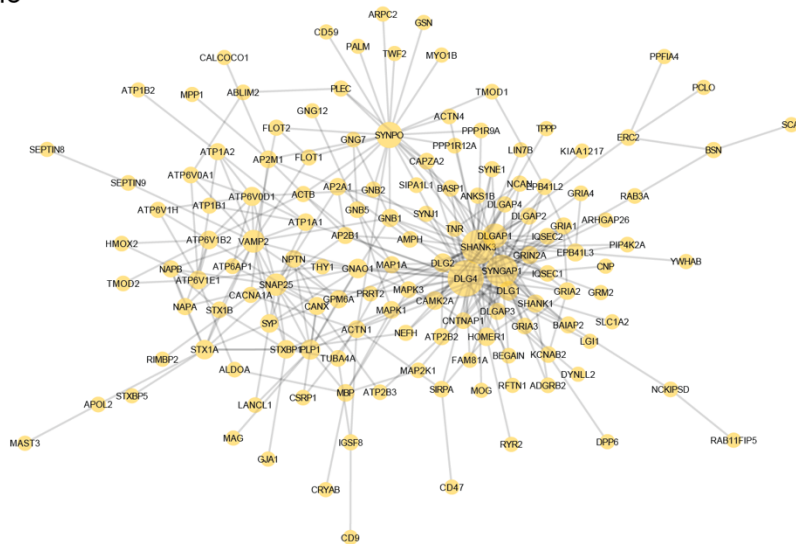 ARPC2
GSN
CD59
PALM
TWF2
MYO1B
CALCOCO1
PPFIA4
PCLO
ATP1B2
MPP1
ABLIM2
PLEC
TMOD1
GNG12
ACTN4
FLOT2
GNG7
SYNPO
PPP1R9A
TPPP
ERC2
SCA
PPP1R12A
SEPTIN8
ATP1A2
AP2M1
FLOT1
CAPZA2
LIN7B
KIAA1217
BSN
ATP6V0A1
SYNE1
SEPTIN9
AP2A1
GNB2
SIPA1L1
BASP1
NCAN
EPB41L2
ATP6V0D1
ACTB
ANKS1B
GRIA4
RAB3A
ATP6V1H
ATP1B1
GNB5
GNB1
SYNJ1
DLGAP4
DLGAP2
ATP1A1
TNR
GRIA1
ARHGAP26
HMOX2
ATP6V1B2
VAMP2
AP2B1
AMPH
DLGAP1
IQSEC2
SHANK3
PIP4K2A
NPTN
THY1
GRIN2A
EPB41L3
YWHAB
NAPB
ATP6AP1
GNAO1
MAP1A
DLG2
SYNGAP1
IQSEC1
CNP
TMOD2
ATP6V1E1
SNAP25
DLG4
CACNA1A
GPM6A
PRRT2
MAPK3
DLG1
GRIA2
GRM2
NAPA
STX1B
CANX
MAPK1
CAMK2A
SHANK1
DLGAP3
SYP
CNTNAP1
GRIA3
SLC1A2
ACTN1
NEFH
ATP2B2
HOMER1
BAIAP2
LGI1
STX1A
STXBP1
PLP1
TUBA4A
RIMBP2
BEGAIN
KCNAB2
ALDOA
MAP2K1
FAM81A
DYNLL2
STXBP5
CSRP1
MBP
ATP2B3
SIRPA
MOG
RFTN1
ADGRB2
NCKIPSD
APOL2
LANCL1
MAST3
MAG
IGSF8
RYR2
DPP6
RAB11FIP5
GJA1
CRYAB
CD47
CD9